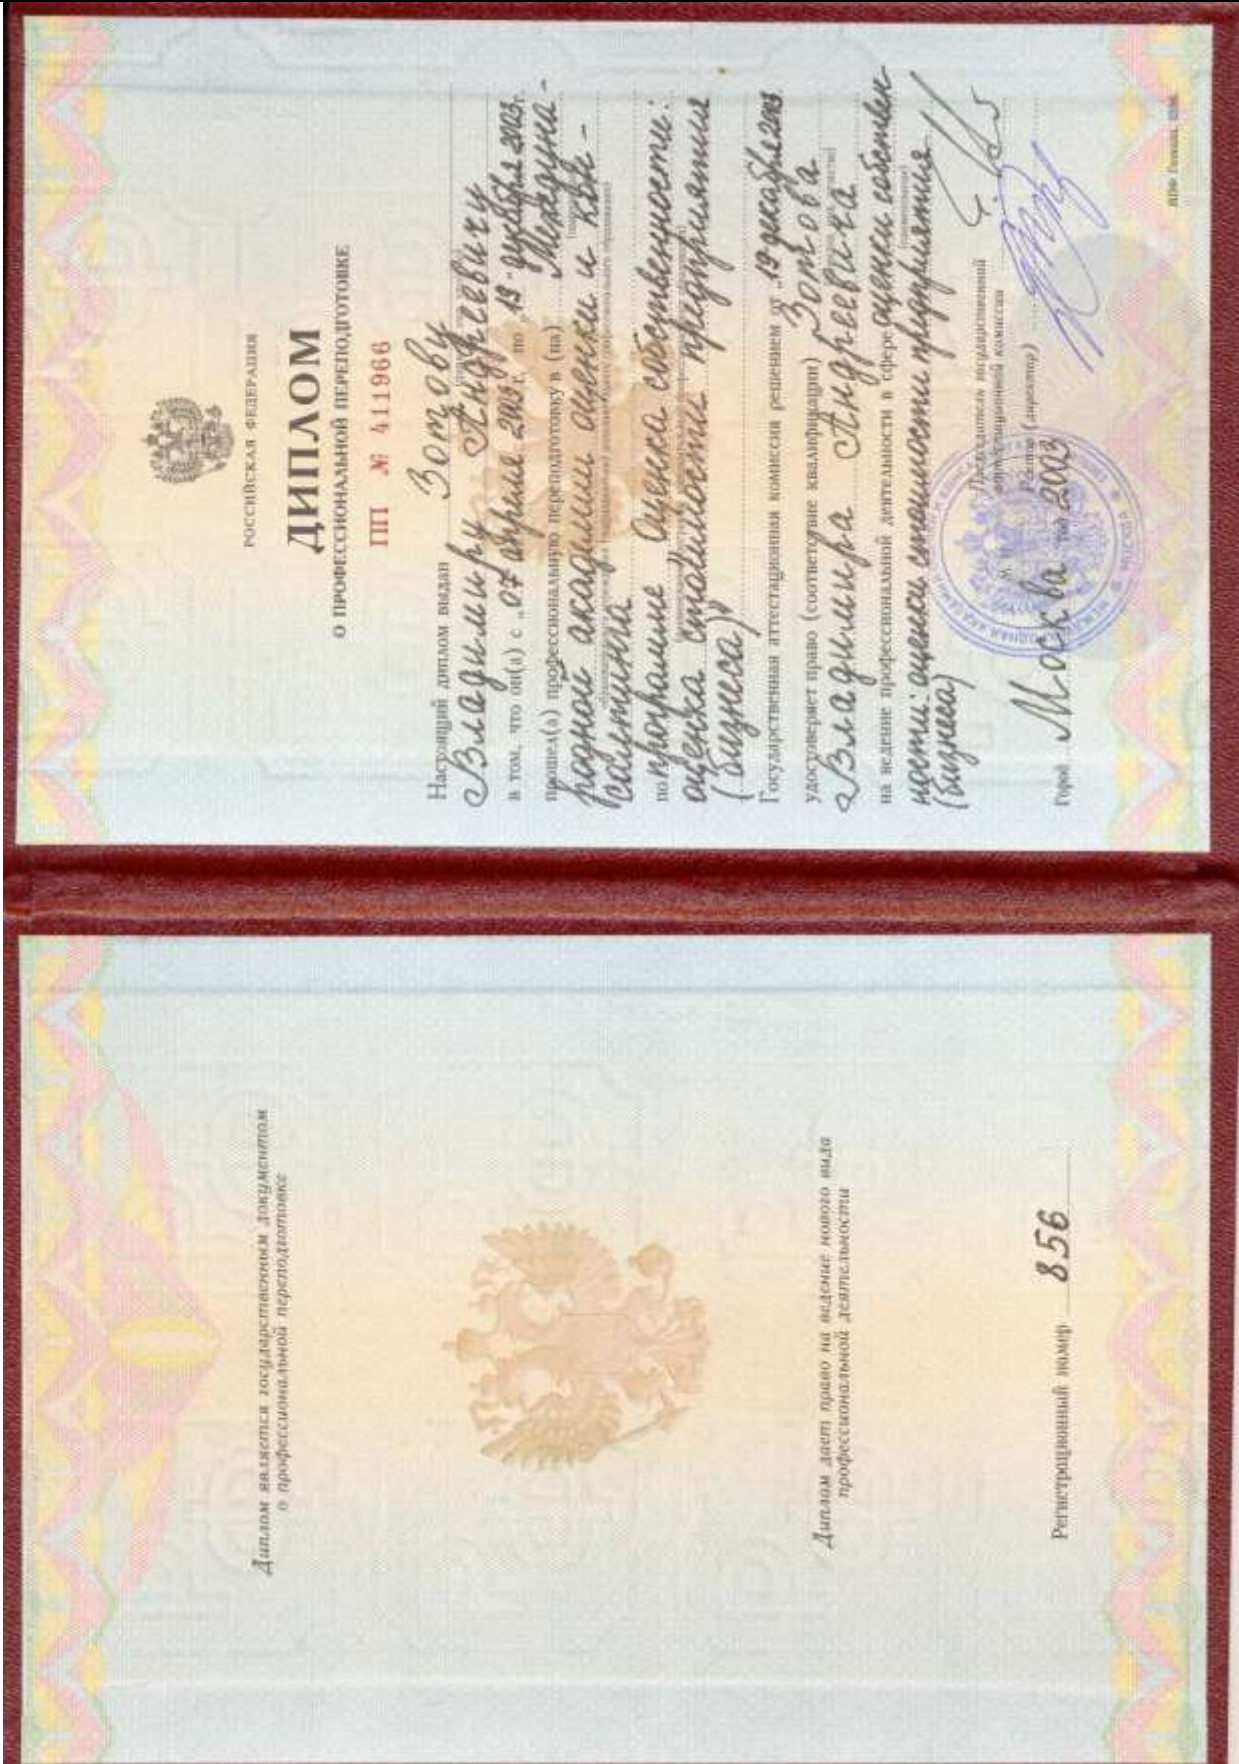 Диплом является государственным документом
о профессиональной переподготовке
Диплом дает право на ведение нового вида
профессиональной деятельности
Регистрационный номер 856
РОССИЙСКАЯ ФЕДЕРАЦИЯ
ДИПЛОМ
О ПРОФЕССИОНАЛЬНОЙ ПЕРЕПОДГОТОВКЕ
ПП № 411966
Настоящий диплом выдан Зотову
Владимиру Андреевичу
в том, что он(а) с „07 апреля 2003 г. по „19 декабря 2003 г.
прошел(а) профессиональную переподготовку в (на) Междуна-
родной академии оценки и кон-
салтинга
по программе Оценка собственности:
оценка стоимости предприятия
(бизнеса)
Государственная аттестационная комиссия решением от „19 декабря 2003
удостоверяет право (соответствие квалификации) Зотова
Владимира Андреевича
на ведение профессиональной деятельности в сфере оценки собствен
ности: оценки стоимости предприятия
(бизнеса)
Председатель государственной
аттестационной комиссии
Ректор (директор)
Город Москва год 2003